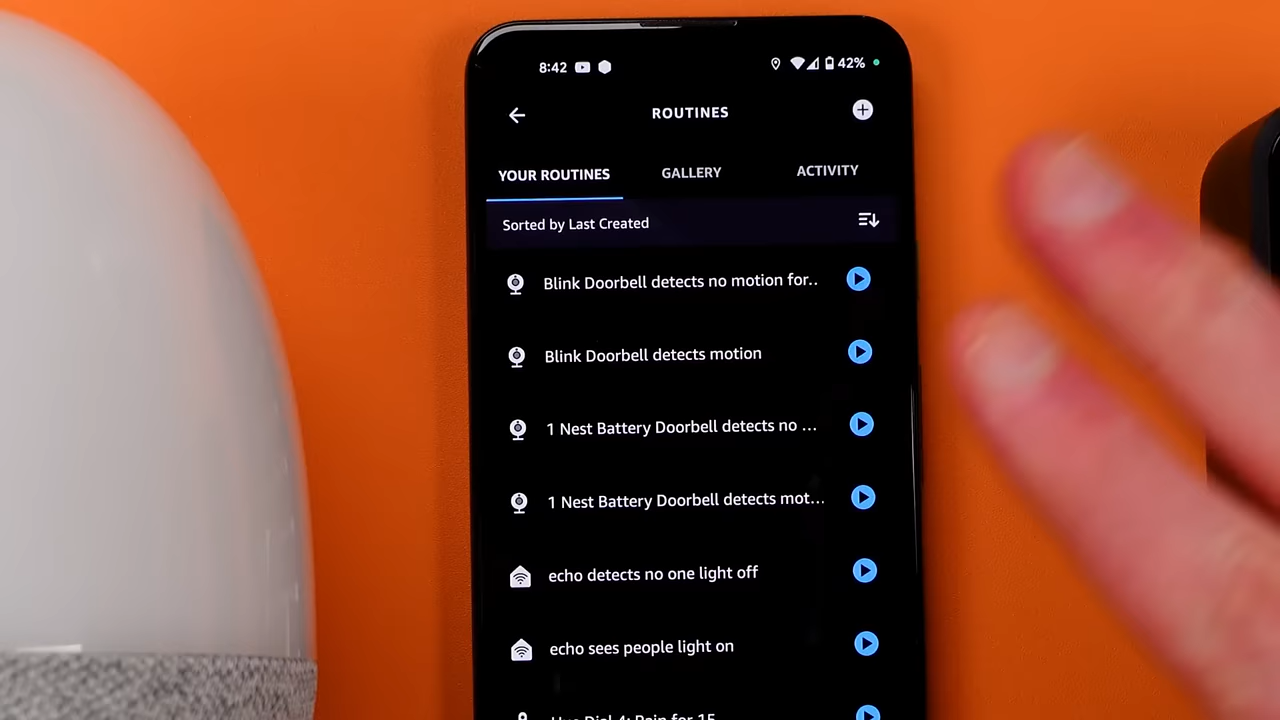 8:42
42%
ROUTINES
YOUR ROUTINES
GALLERY
ACTIVITY
Sorted by Last Created
Blink Doorbell detects no motion for..
Blink Doorbell detects motion
1 Nest Battery Doorbell detects no ...
1 Nest Battery Doorbell detects mot...
echo detects no one light off
echo sees people light on
for 15